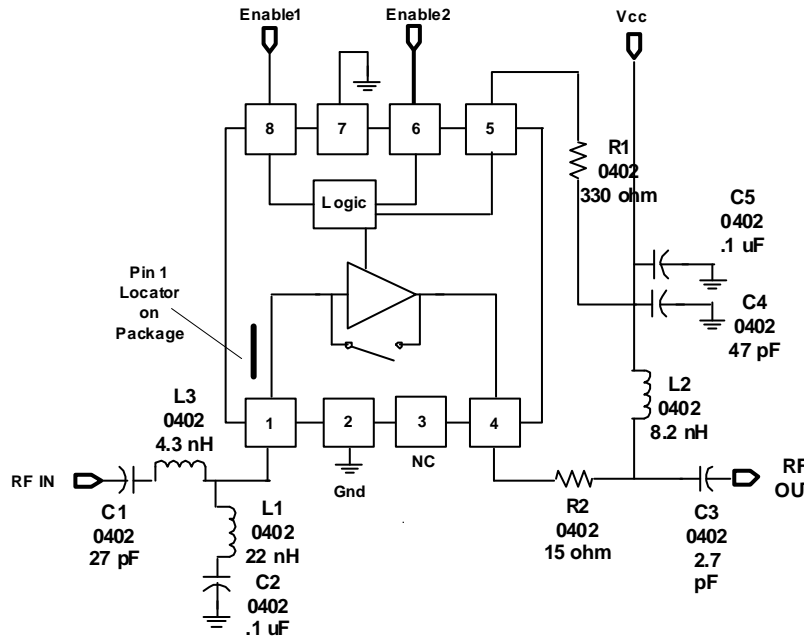 Enable1
Enable2
Vcc
8
7
6
5
R1
0402
330 ohm
Logic
C5
0402
.1 uF
Pin 1
Locator
on
Package
C4
0402
47 pF
L3
0402
4.3 nH
L2
0402
8.2 nH
1
2
3
4
NC
Gnd
RF IN
C1
0402
27 pF
L1
0402
22 nH
C2
0402
.1 uF
R2
0402
15 ohm
C3
0402
2.7
pF
RF
OUT